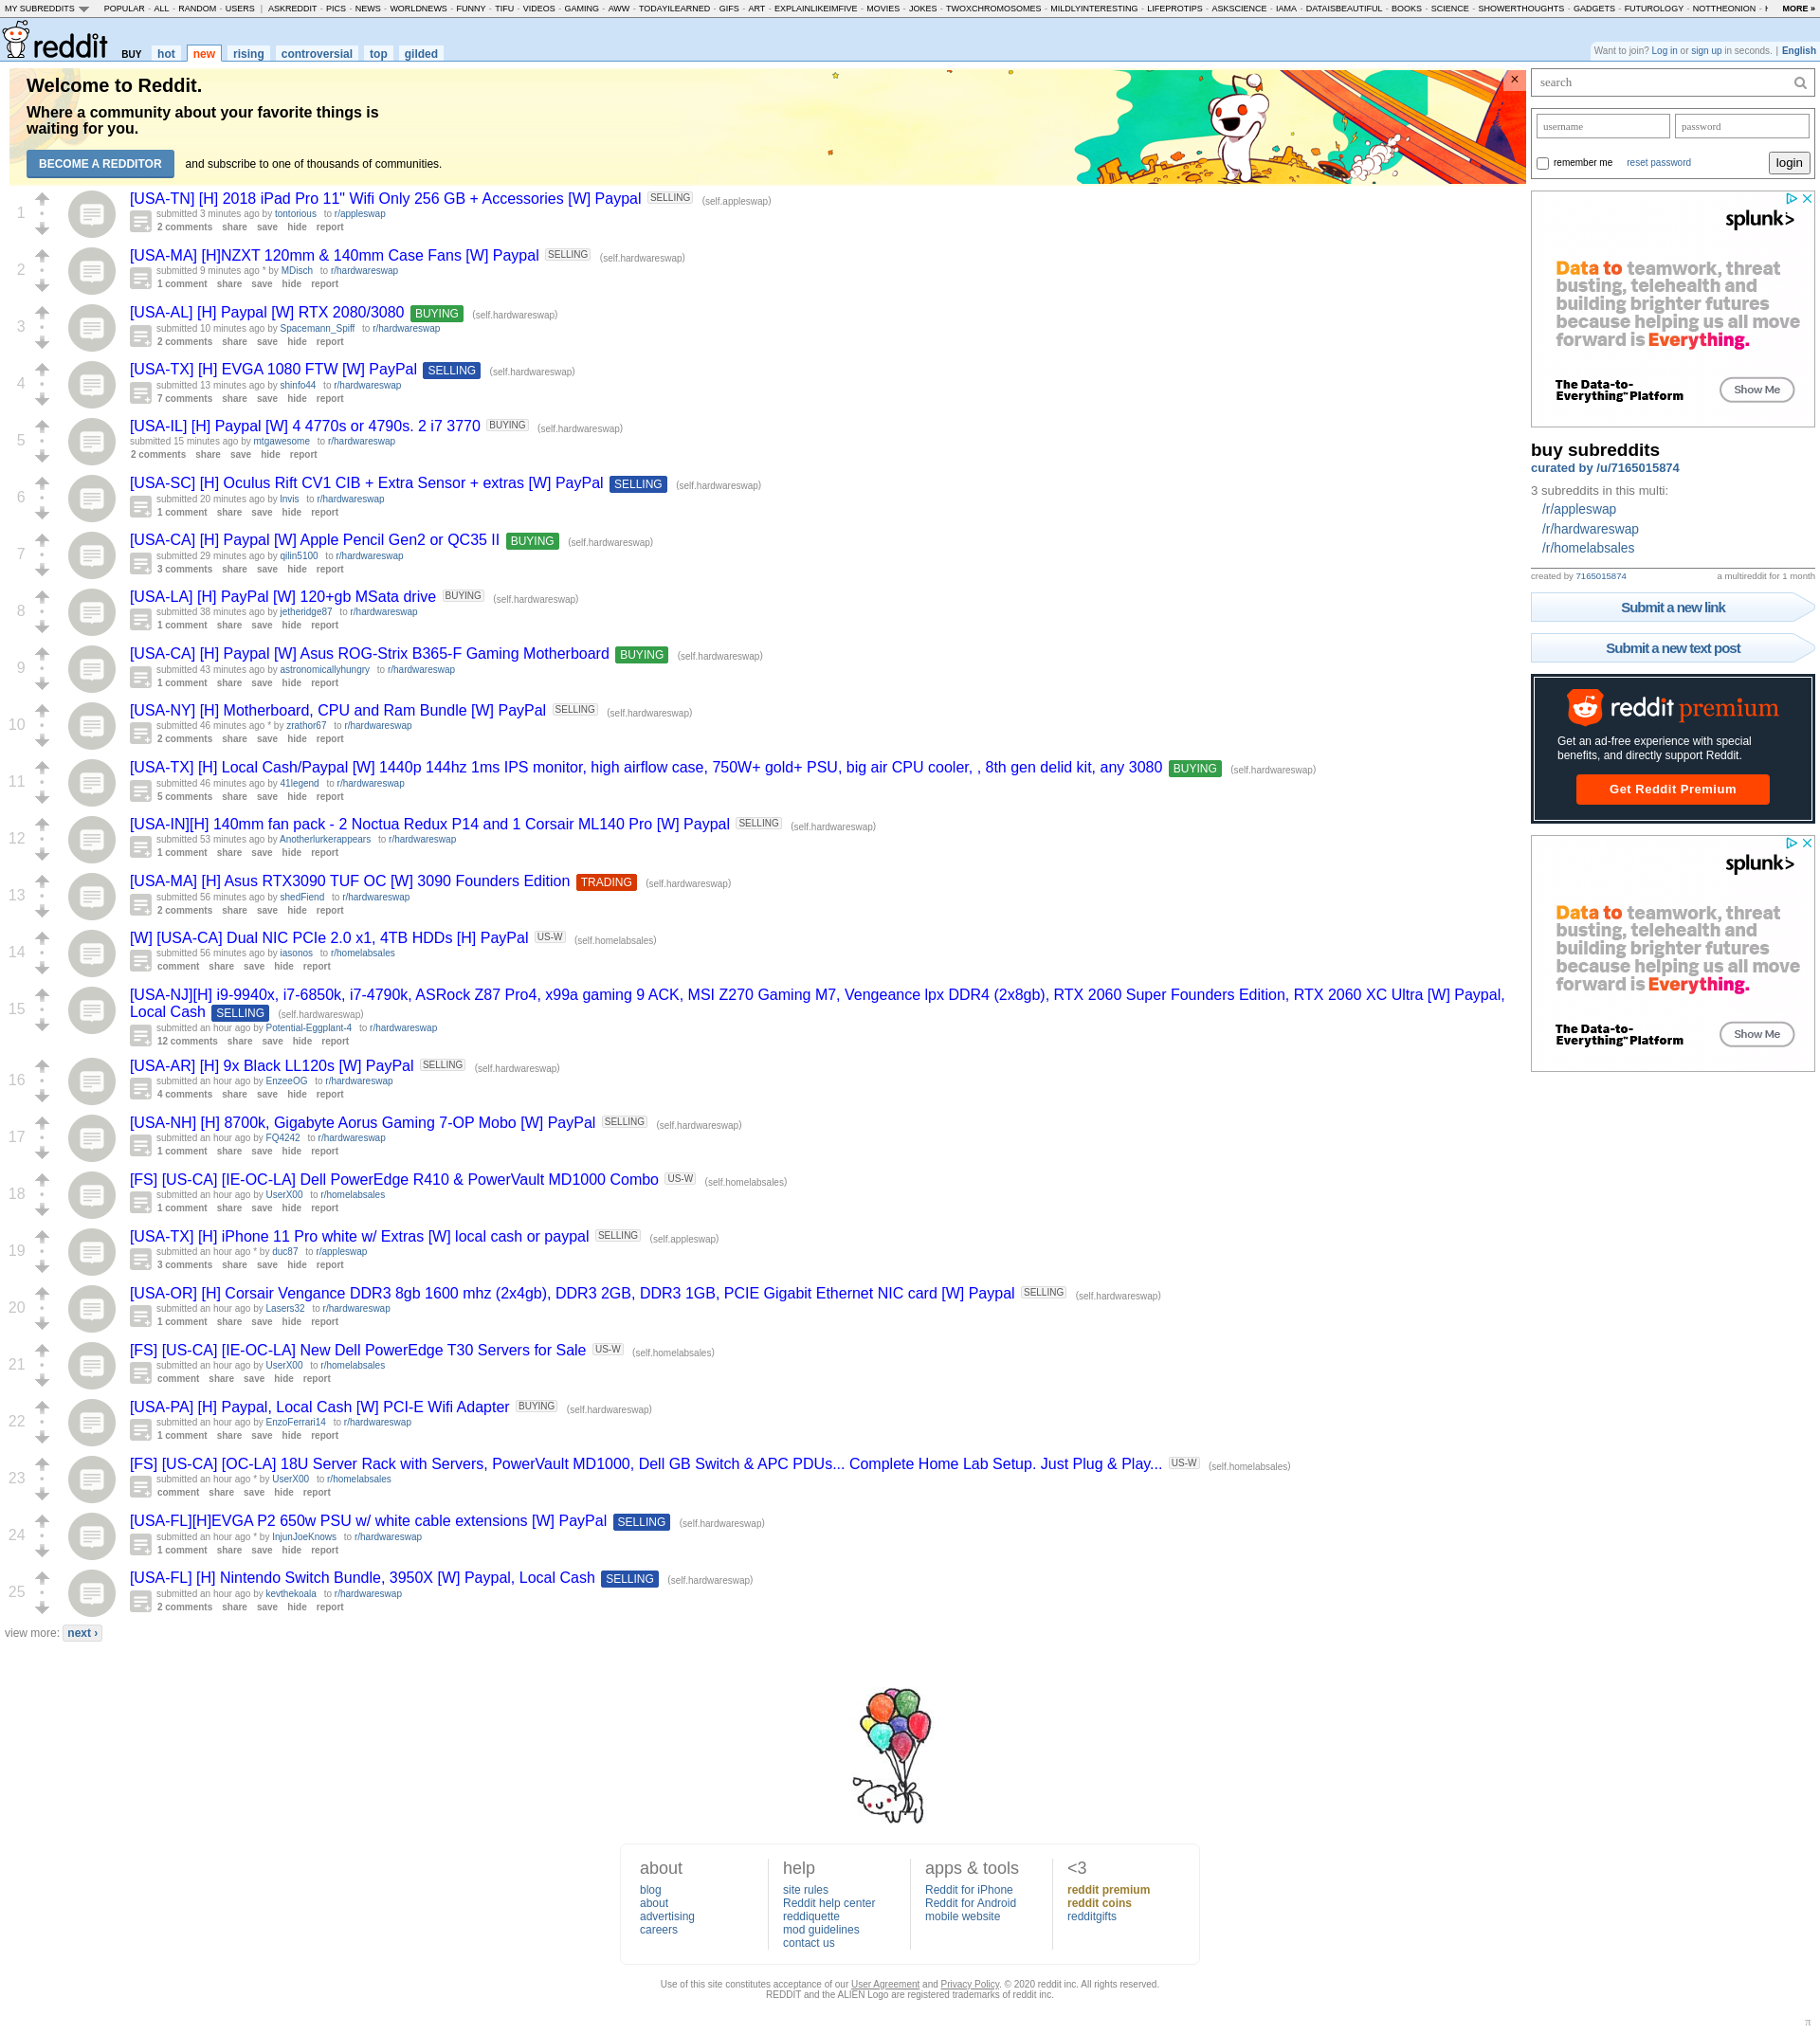 MY SUBREDDITS POPULAR - ALL - RANDOM - USERS | ASKREDDIT - PICS - NEWS - WORLDNEWS - FUNNY - TIFU - VIDEOS - GAMING - AWW - TODAYILEARNED - GIFS - ART - EXPLAINLIKEIMFIVE - MOVIES - JOKES - TWOXCHROMOSOMES - MILDLYINTERESTING - LIFEPROTIPS - ASKSCIENCE - IAMA - DATAISBEAUTIFUL - BOOKS - SCIENCE - SHOWERTHOUGHTS - GADGETS - FUTUROLOGY - NOTTHEONION - MORE »
reddit BUY hot new rising controversial top gilded
Want to join? Log in or sign up in seconds. | English
Welcome to Reddit.
Where a community about your favorite things is
waiting for you.
BECOME A REDDITOR and subscribe to one of thousands of communities.
×
1
[USA-TN] [H] 2018 iPad Pro 11" Wifi Only 256 GB + Accessories [W] Paypal SELLING (self.appleswap)
submitted 3 minutes ago by tontorious to r/appleswap
2 comments share save hide report
2
[USA-MA] [H]NZXT 120mm & 140mm Case Fans [W] Paypal SELLING (self.hardwareswap)
submitted 9 minutes ago * by MDisch to r/hardwareswap
1 comment share save hide report
3
[USA-AL] [H] Paypal [W] RTX 2080/3080 BUYING (self.hardwareswap)
submitted 10 minutes ago by Spacemann_Spiff to r/hardwareswap
2 comments share save hide report
4
[USA-TX] [H] EVGA 1080 FTW [W] PayPal SELLING (self.hardwareswap)
submitted 13 minutes ago by shinfo44 to r/hardwareswap
7 comments share save hide report
5
[USA-IL] [H] Paypal [W] 4 4770s or 4790s. 2 i7 3770 BUYING (self.hardwareswap)
submitted 15 minutes ago by mtgawesome to r/hardwareswap
2 comments share save hide report
6
[USA-SC] [H] Oculus Rift CV1 CIB + Extra Sensor + extras [W] PayPal SELLING (self.hardwareswap)
submitted 20 minutes ago by Invis to r/hardwareswap
1 comment share save hide report
7
[USA-CA] [H] Paypal [W] Apple Pencil Gen2 or QC35 II BUYING (self.hardwareswap)
submitted 29 minutes ago by qilin5100 to r/hardwareswap
3 comments share save hide report
8
[USA-LA] [H] PayPal [W] 120+gb MSata drive BUYING (self.hardwareswap)
submitted 38 minutes ago by jetheridge87 to r/hardwareswap
1 comment share save hide report
9
[USA-CA] [H] Paypal [W] Asus ROG-Strix B365-F Gaming Motherboard BUYING (self.hardwareswap)
submitted 43 minutes ago by astronomicallyhungry to r/hardwareswap
1 comment share save hide report
10
[USA-NY] [H] Motherboard, CPU and Ram Bundle [W] PayPal SELLING (self.hardwareswap)
submitted 46 minutes ago * by zrathor67 to r/hardwareswap
2 comments share save hide report
11
[USA-TX] [H] Local Cash/Paypal [W] 1440p 144hz 1ms IPS monitor, high airflow case, 750W+ gold+ PSU, big air CPU cooler, , 8th gen delid kit, any 3080 BUYING (self.hardwareswap)
submitted 46 minutes ago by 41legend to r/hardwareswap
5 comments share save hide report
12
[USA-IN][H] 140mm fan pack - 2 Noctua Redux P14 and 1 Corsair ML140 Pro [W] Paypal SELLING (self.hardwareswap)
submitted 53 minutes ago by Anotherlurkerappears to r/hardwareswap
1 comment share save hide report
13
[USA-MA] [H] Asus RTX3090 TUF OC [W] 3090 Founders Edition TRADING (self.hardwareswap)
submitted 56 minutes ago by shedFiend to r/hardwareswap
2 comments share save hide report
14
[W] [USA-CA] Dual NIC PCIe 2.0 x1, 4TB HDDs [H] PayPal US-W (self.homelabsales)
submitted 56 minutes ago by iasonos to r/homelabsales
comment share save hide report
15
[USA-NJ][H] i9-9940x, i7-6850k, i7-4790k, ASRock Z87 Pro4, x99a gaming 9 ACK, MSI Z270 Gaming M7, Vengeance lpx DDR4 (2x8gb), RTX 2060 Super Founders Edition, RTX 2060 XC Ultra [W] Paypal,
Local Cash SELLING (self.hardwareswap)
submitted an hour ago by Potential-Eggplant-4 to r/hardwareswap
12 comments share save hide report
16
[USA-AR] [H] 9x Black LL120s [W] PayPal SELLING (self.hardwareswap)
submitted an hour ago by EnzeeOG to r/hardwareswap
4 comments share save hide report
17
[USA-NH] [H] 8700k, Gigabyte Aorus Gaming 7-OP Mobo [W] PayPal SELLING (self.hardwareswap)
submitted an hour ago by FQ4242 to r/hardwareswap
1 comment share save hide report
18
[FS] [US-CA] [IE-OC-LA] Dell PowerEdge R410 & PowerVault MD1000 Combo US-W (self.homelabsales)
submitted an hour ago by UserX00 to r/homelabsales
1 comment share save hide report
19
[USA-TX] [H] iPhone 11 Pro white w/ Extras [W] local cash or paypal SELLING (self.appleswap)
submitted an hour ago * by duc87 to r/appleswap
3 comments share save hide report
20
[USA-OR] [H] Corsair Vengance DDR3 8gb 1600 mhz (2x4gb), DDR3 2GB, DDR3 1GB, PCIE Gigabit Ethernet NIC card [W] Paypal SELLING (self.hardwareswap)
submitted an hour ago by Lasers32 to r/hardwareswap
1 comment share save hide report
21
[FS] [US-CA] [IE-OC-LA] New Dell PowerEdge T30 Servers for Sale US-W (self.homelabsales)
submitted an hour ago by UserX00 to r/homelabsales
comment share save hide report
22
[USA-PA] [H] Paypal, Local Cash [W] PCI-E Wifi Adapter BUYING (self.hardwareswap)
submitted an hour ago by EnzoFerrari14 to r/hardwareswap
1 comment share save hide report
23
[FS] [US-CA] [OC-LA] 18U Server Rack with Servers, PowerVault MD1000, Dell GB Switch & APC PDUs... Complete Home Lab Setup. Just Plug & Play... US-W (self.homelabsales)
submitted an hour ago * by UserX00 to r/homelabsales
comment share save hide report
24
[USA-FL][H]EVGA P2 650w PSU w/ white cable extensions [W] PayPal SELLING (self.hardwareswap)
submitted an hour ago * by InjunJoeKnows to r/hardwareswap
1 comment share save hide report
25
[USA-FL] [H] Nintendo Switch Bundle, 3950X [W] Paypal, Local Cash SELLING (self.hardwareswap)
submitted an hour ago by kevthekoala to r/hardwareswap
2 comments share save hide report
view more: next ›
search
username password
remember me reset password login
splunk>
Data to teamwork, threat
busting, telehealth and
building brighter futures
because helping us all move
forward is Everything.
The Data-to-
Everything™ Platform
Show Me
buy subreddits
curated by /u/7165015874
3 subreddits in this multi:
/r/appleswap
/r/hardwareswap
/r/homelabsales
created by 7165015874 a multireddit for 1 month
Submit a new link
Submit a new text post
reddit premium
Get an ad-free experience with special
benefits, and directly support Reddit.
Get Reddit Premium
splunk>
Data to teamwork, threat
busting, telehealth and
building brighter futures
because helping us all move
forward is Everything.
The Data-to-
Everything™ Platform
Show Me
about
blog
about
advertising
careers
help
site rules
Reddit help center
reddiquette
mod guidelines
contact us
apps & tools
Reddit for iPhone
Reddit for Android
mobile website
<3
reddit premium
reddit coins
redditgifts
Use of this site constitutes acceptance of our User Agreement and Privacy Policy. © 2020 reddit inc. All rights reserved.
REDDIT and the ALIEN Logo are registered trademarks of reddit inc.
π